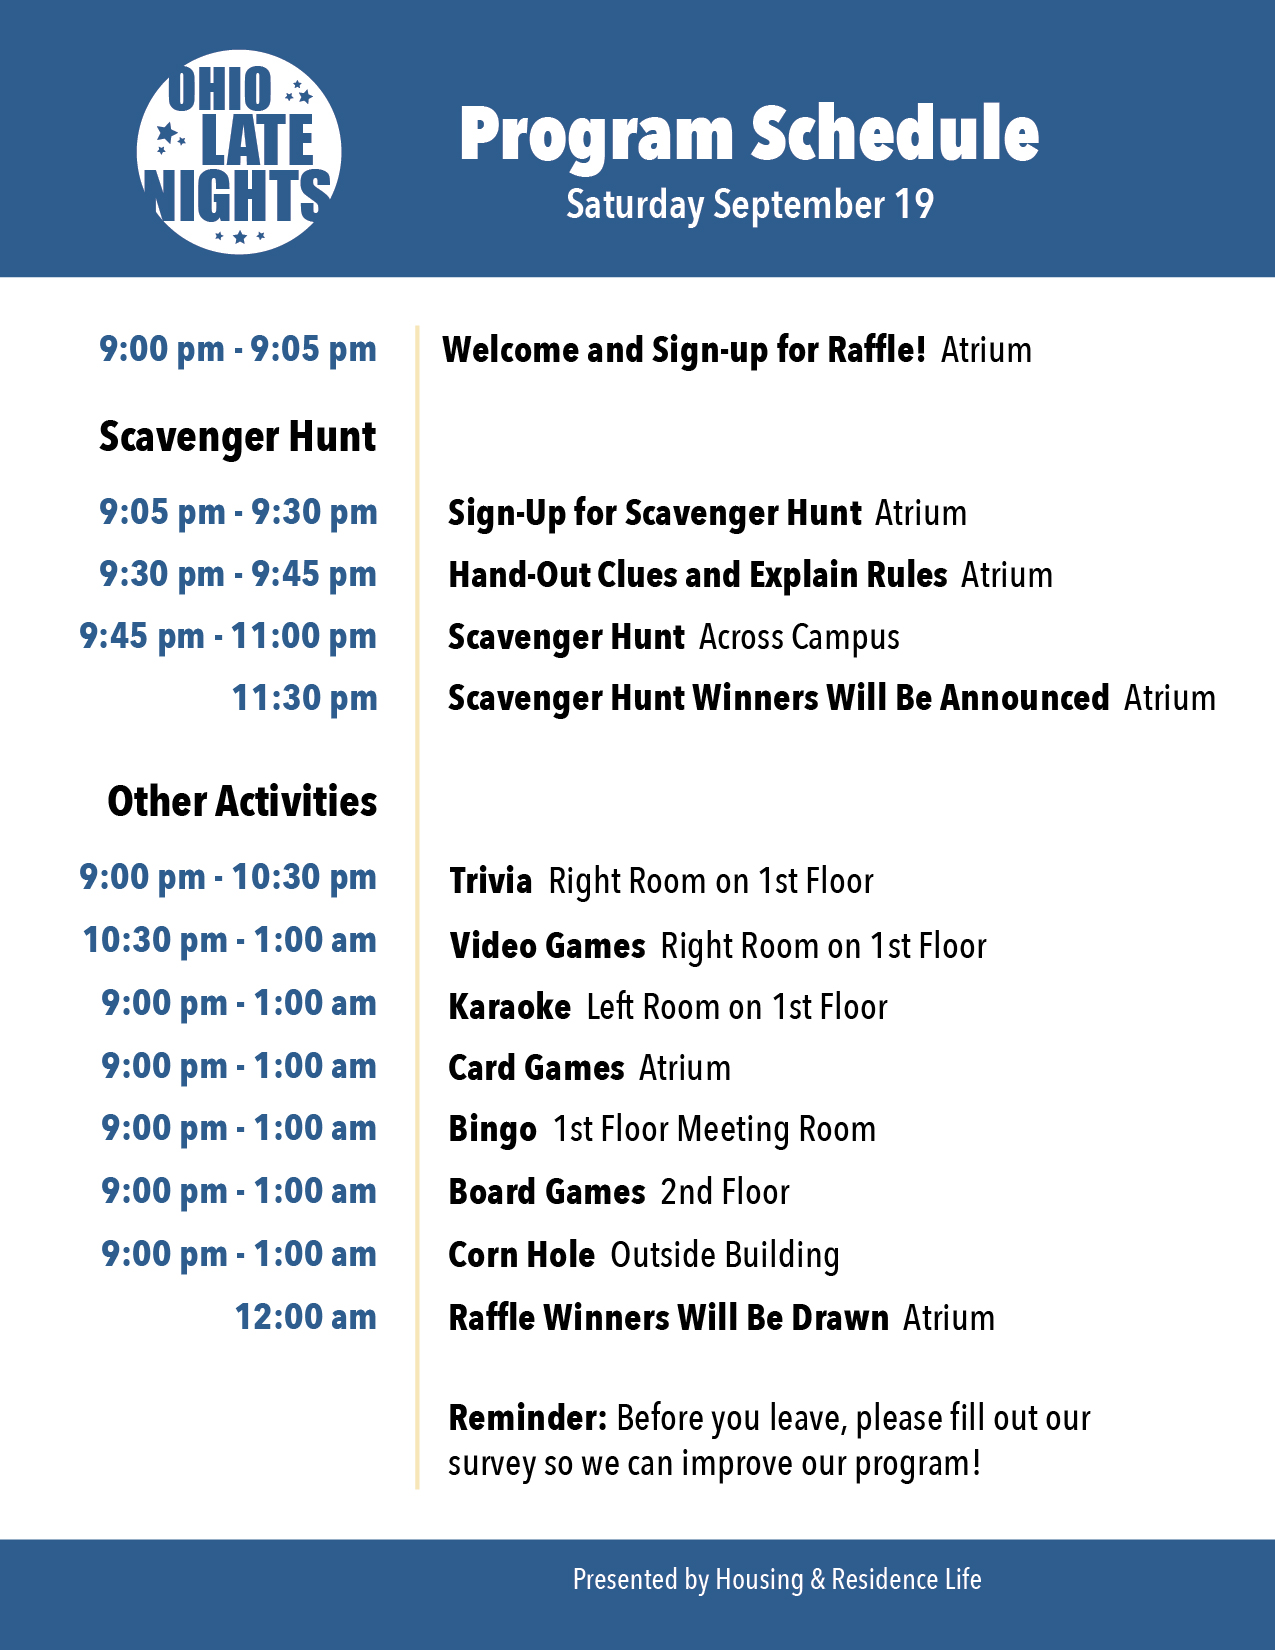 OHIO
LATE
NIGHTS
Program Schedule
Saturday September 19
9:00 pm - 9:05 pm Welcome and Sign-up for Raffle! Atrium
Scavenger Hunt
9:05 pm - 9:30 pm Sign-Up for Scavenger Hunt Atrium
9:30 pm - 9:45 pm Hand-Out Clues and Explain Rules Atrium
9:45 pm - 11:00 pm Scavenger Hunt Across Campus
11:30 pm Scavenger Hunt Winners Will Be Announced Atrium
Other Activities
9:00 pm - 10:30 pm Trivia Right Room on 1st Floor
10:30 pm - 1:00 am Video Games Right Room on 1st Floor
9:00 pm - 1:00 am Karaoke Left Room on 1st Floor
9:00 pm - 1:00 am Card Games Atrium
9:00 pm - 1:00 am Bingo 1st Floor Meeting Room
9:00 pm - 1:00 am Board Games 2nd Floor
9:00 pm - 1:00 am Corn Hole Outside Building
12:00 am Raffle Winners Will Be Drawn Atrium
Reminder: Before you leave, please fill out our
survey so we can improve our program!
Presented by Housing & Residence Life